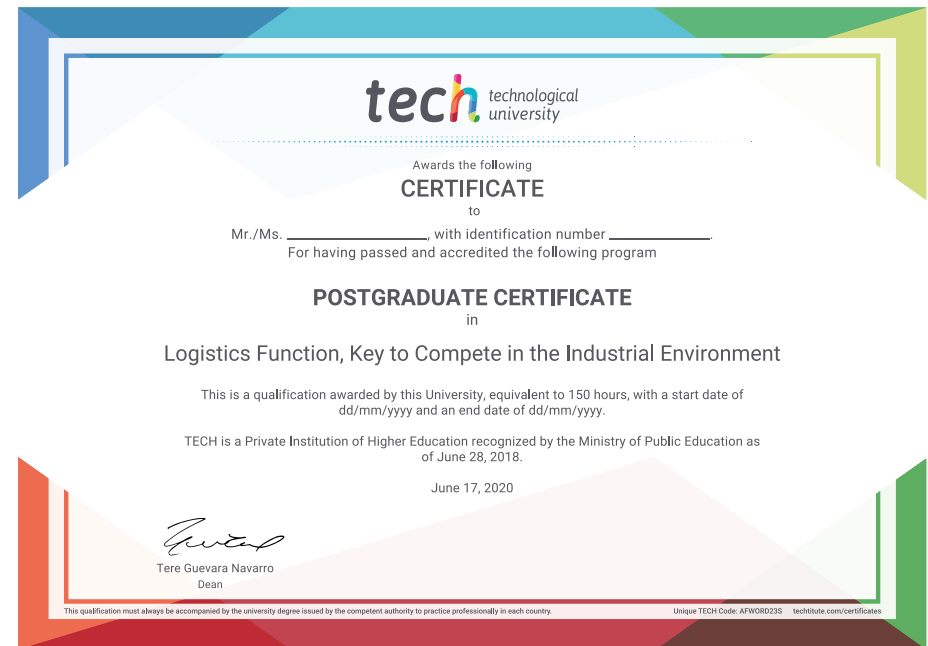 tech technological
university
Awards the following
CERTIFICATE
to
Mr./Ms. ____________________, with identification number ______________.
For having passed and accredited the following program
POSTGRADUATE CERTIFICATE
in
Logistics Function, Key to Compete in the Industrial Environment
This is a qualification awarded by this University, equivalent to 150 hours, with a start date of
dd/mm/yyyy and an end date of dd/mm/yyyy.
TECH is a Private Institution of Higher Education recognized by the Ministry of Public Education as
of June 28, 2018.
June 17, 2020
Tere Guevara Navarro
Dean
This qualification must always be accompanied by the university degree issued by the competent authority to practice professionally in each country.
Unique TECH Code: AFWORD23S techtitute.com/certificates